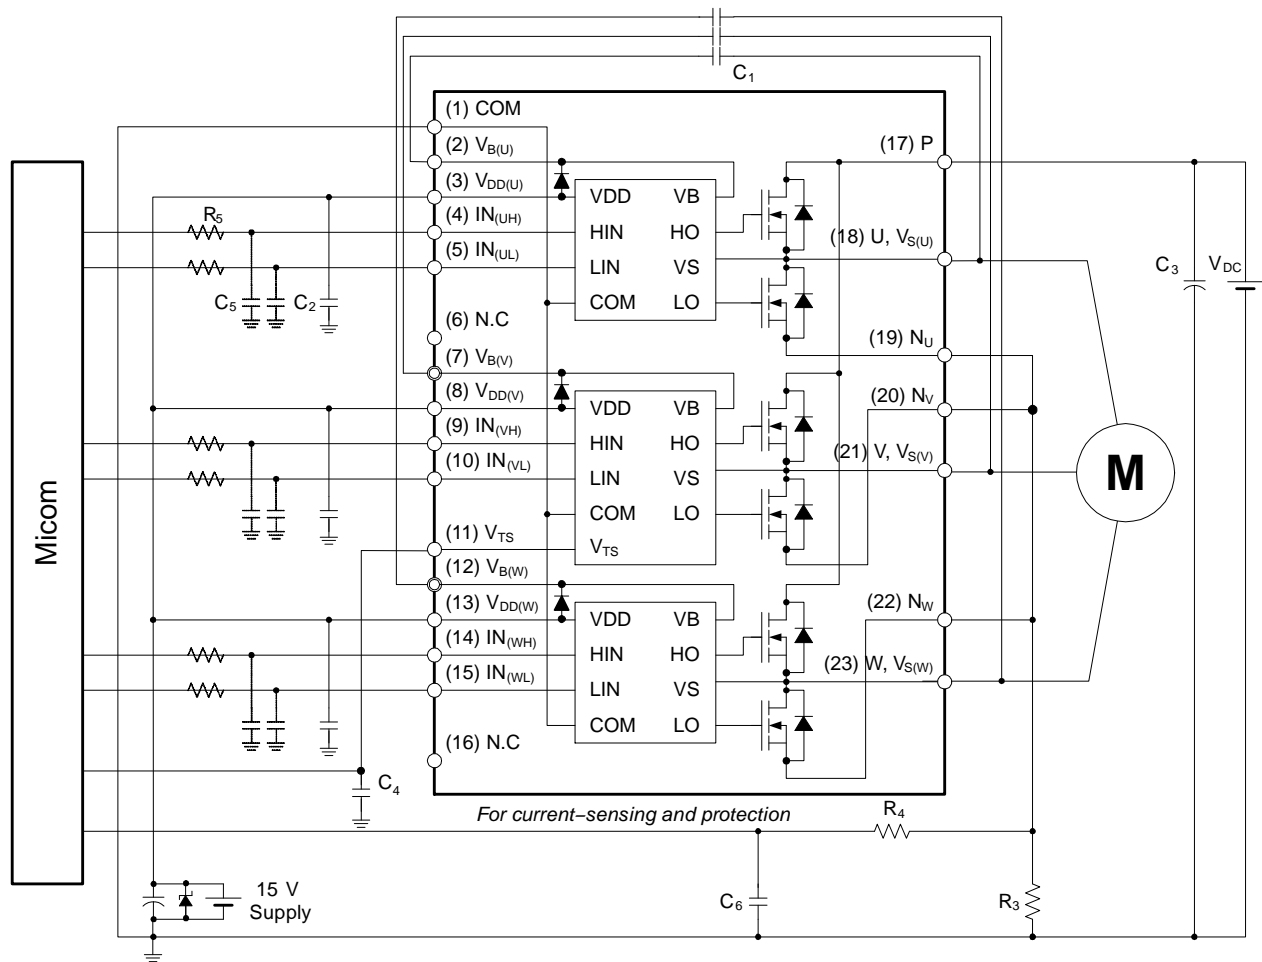 C1
(1) COM
(2) VB(U)
(3) VDD(U)
(4) IN(UH)
(5) IN(UL)
(6) N.C
(7) VB(V)
(8) VDD(V)
(9) IN(VH)
(10) IN(VL)
(11) VTS
(12) VB(W)
(13) VDD(W)
(14) IN(WH)
(15) IN(WL)
(16) N.C
(17) P
(18) U, VS(U)
(19) NU
(20) NV
(21) V, VS(V)
(22) NW
(23) W, VS(W)
VDD VB
HIN HO
LIN VS
COM LO
VDD VB
HIN HO
LIN VS
COM LO
VTS
VDD VB
HIN HO
LIN VS
COM LO
Micom
R5
C5
C2
C3
VDC
M
C4
For current−sensing and protection
R4
15 V
Supply
C6
R3